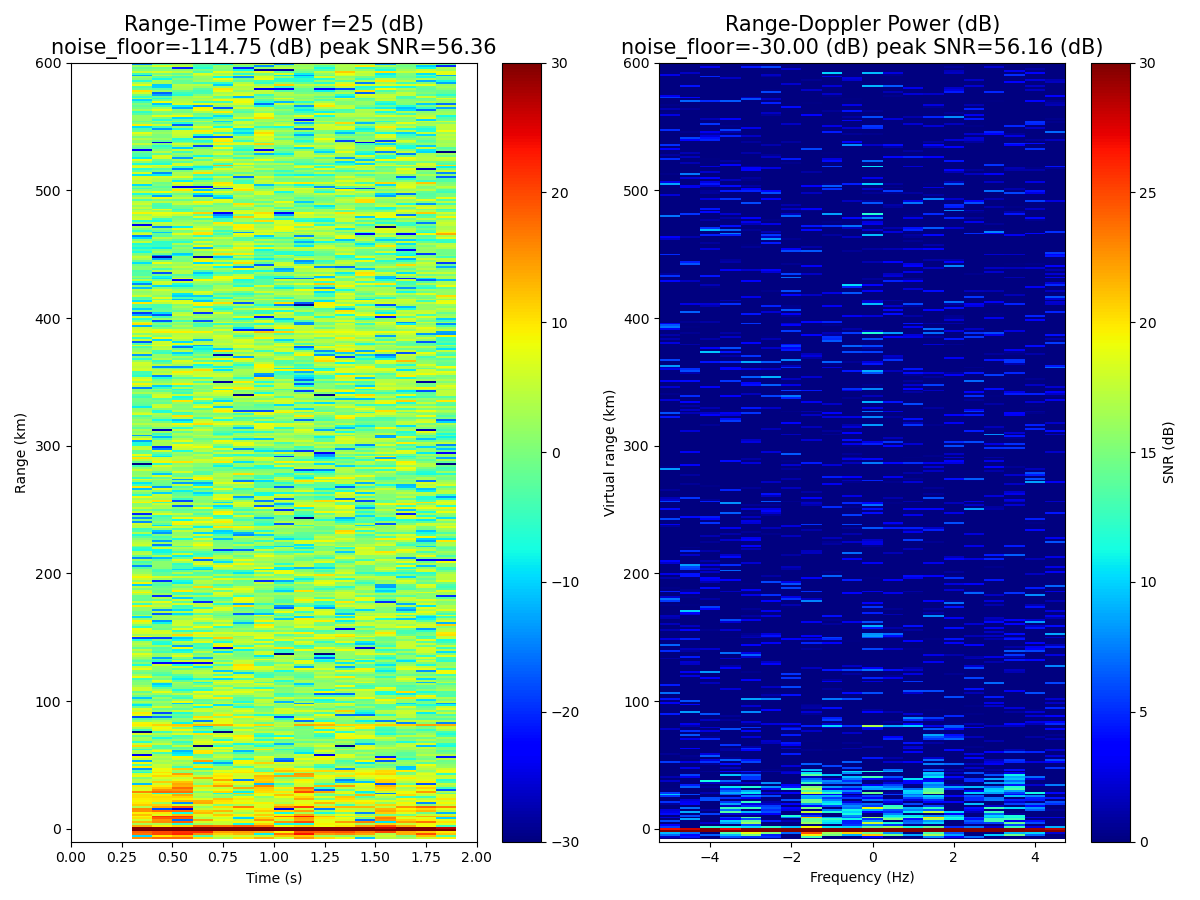 Range-Time Power f=25 (dB)
noise_floor=-114.75 (dB) peak SNR=56.36
600
500
400
300
200
100
0
Range (km)
0.00 0.25 0.50 0.75 1.00 1.25 1.50 1.75 2.00
Time (s)
30
20
10
0
−10
−20
−30
Range-Doppler Power (dB)
noise_floor=-30.00 (dB) peak SNR=56.16 (dB)
600
500
400
300
200
100
0
Virtual range (km)
−4 −2 0 2 4
Frequency (Hz)
30
25
20
15
10
5
0
SNR (dB)